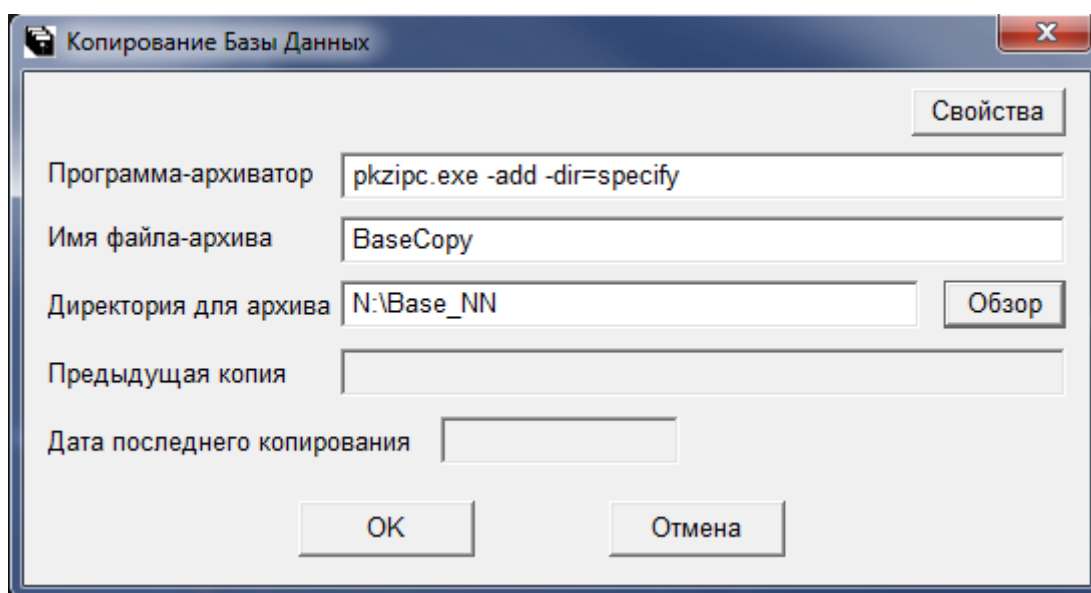 Копирование Базы Данных
Свойства
Программа-архиватор pkzipc.exe -add -dir=specify
Имя файла-архива BaseCopy
Директория для архива N:\Base_NN Обзор
Предыдущая копия
Дата последнего копирования
OK Отмена